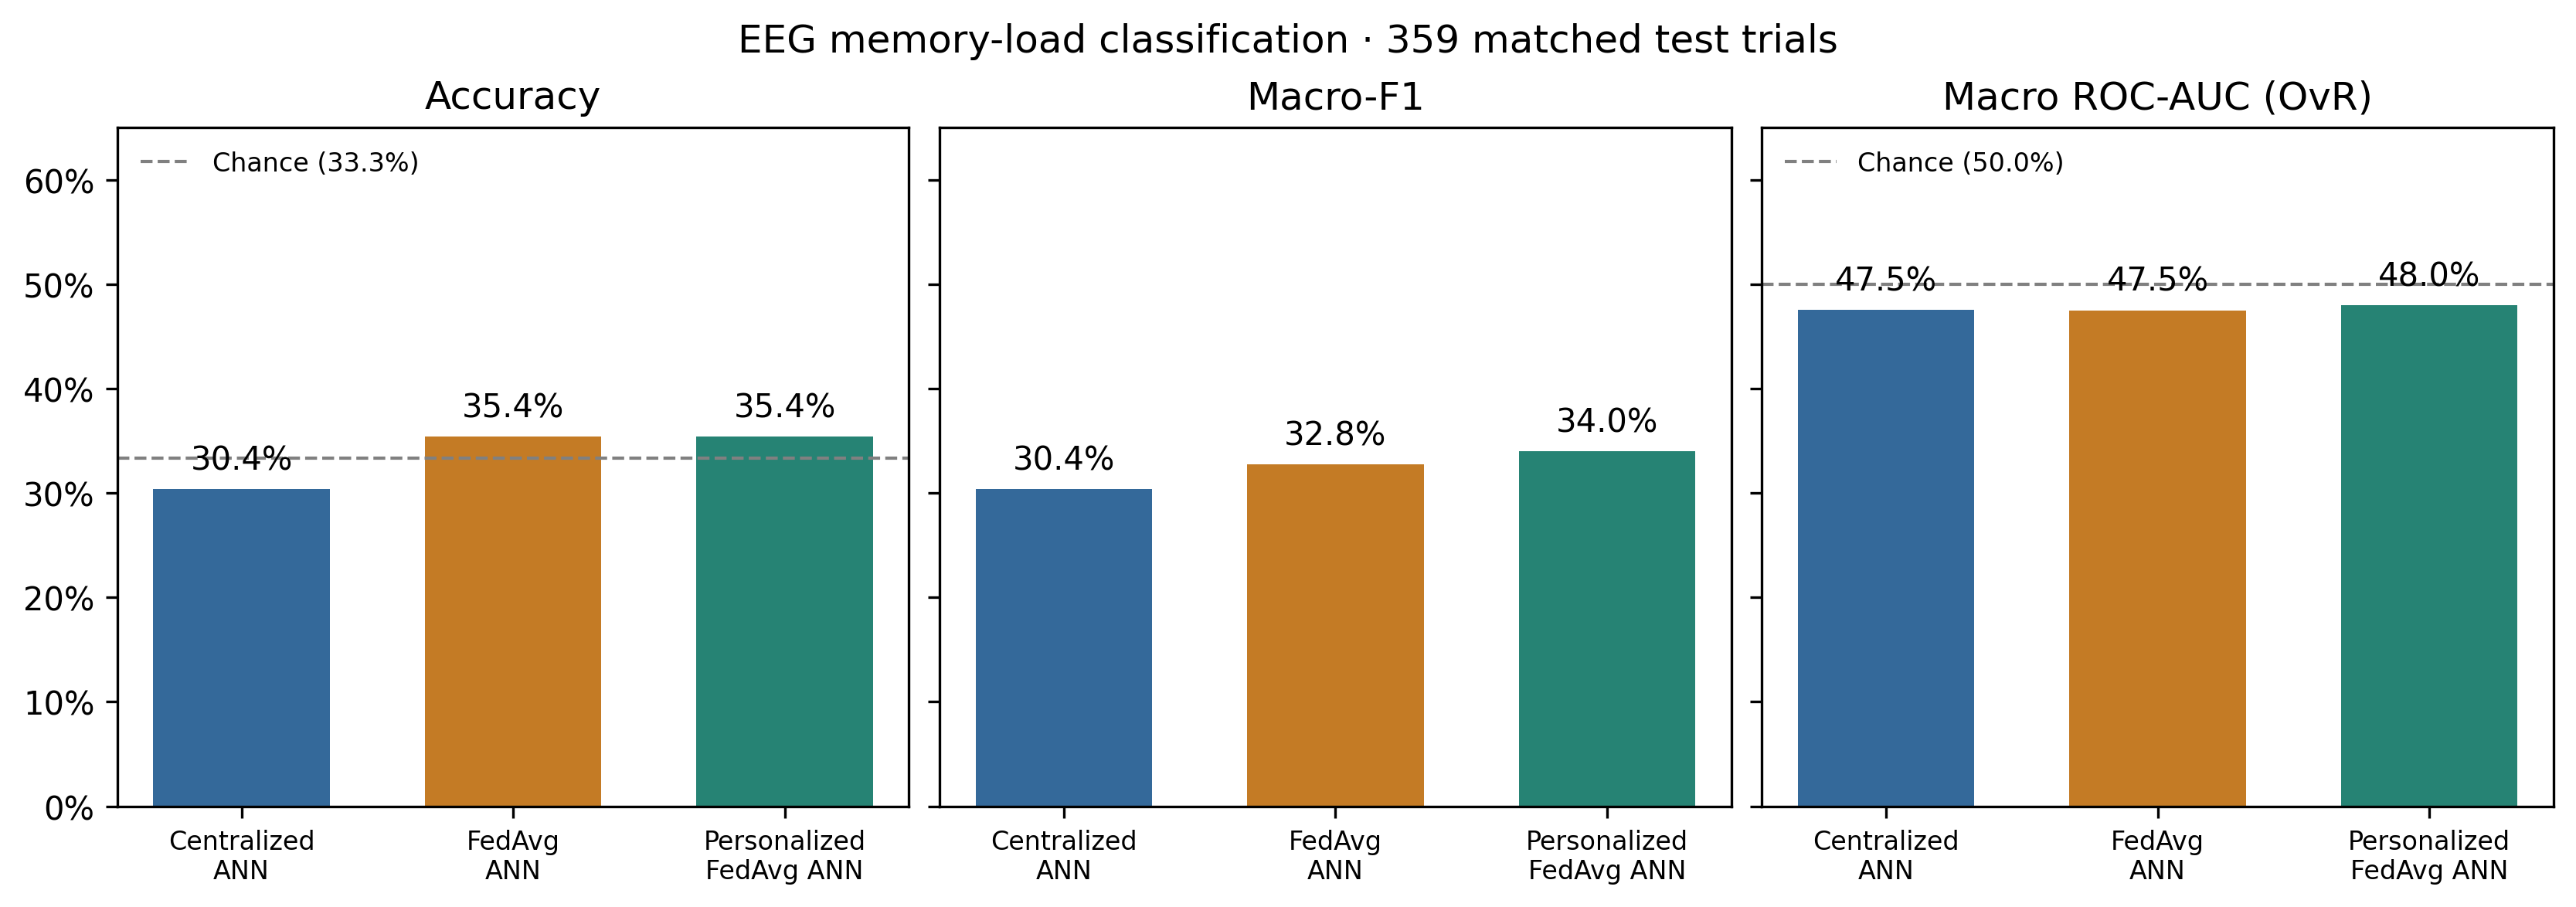 EEG memory-load classification · 359 matched test trials
Accuracy
Chance (33.3%)
60%
50%
40%
30%
20%
10%
0%
30.4%
35.4%
35.4%
Centralized
ANN
FedAvg
ANN
Personalized
FedAvg ANN
Macro-F1
30.4%
32.8%
34.0%
Centralized
ANN
FedAvg
ANN
Personalized
FedAvg ANN
Macro ROC-AUC (OvR)
Chance (50.0%)
47.5%
47.5%
48.0%
Centralized
ANN
FedAvg
ANN
Personalized
FedAvg ANN